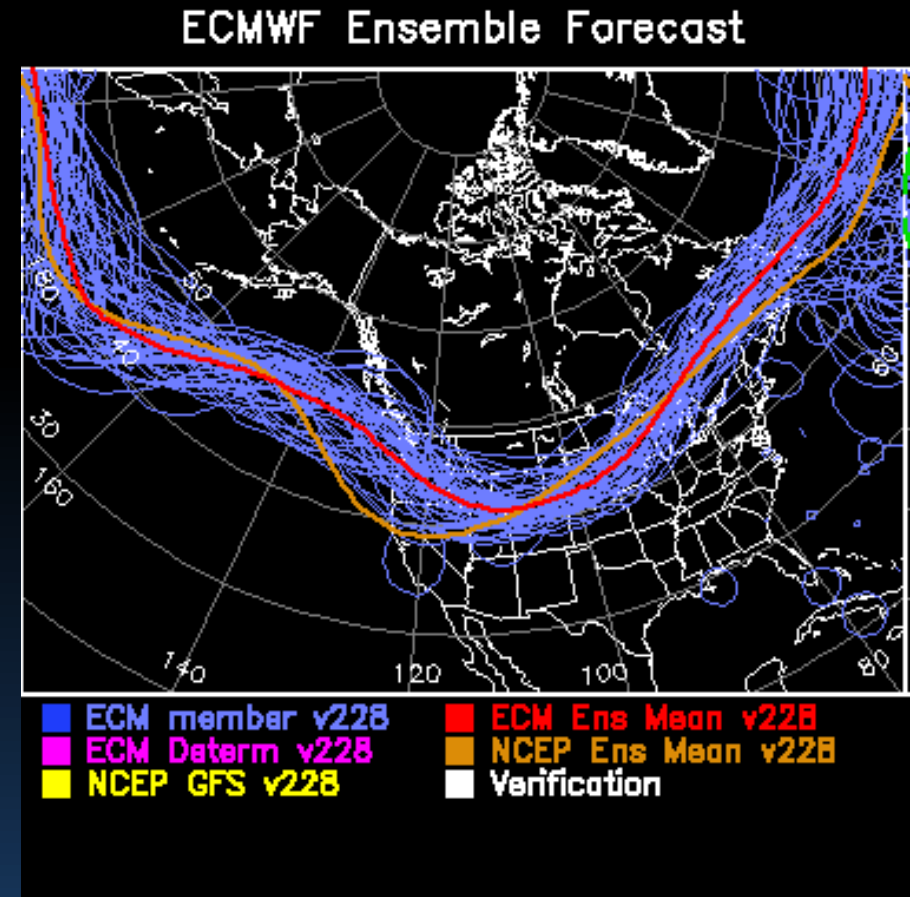 ECMWF Ensemble Forecast
180
50
40
30
160
60
140
120
100
80
ECM member v228
ECM Ens Mean v228
ECM Determ v228
NCEP Ens Mean v228
NCEP GFS v228
Verification